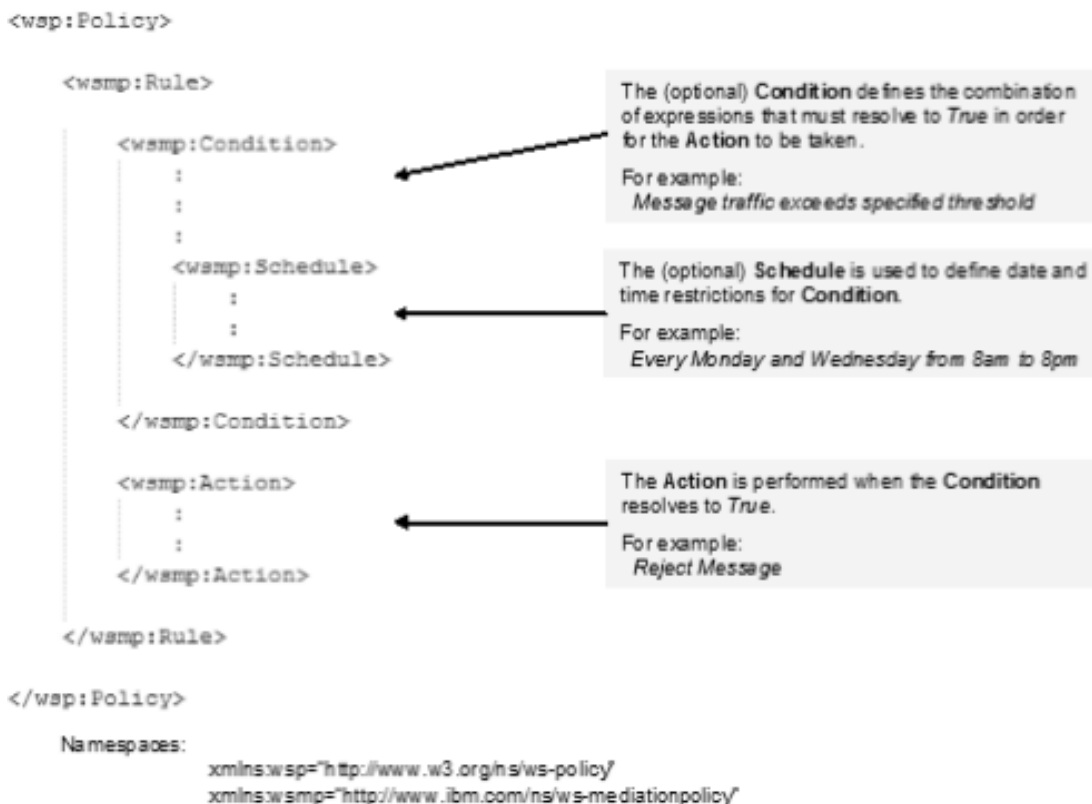 <wsp:Policy>
<wsmp:Rule>
<wsmp:Condition>
:
:
:
<wsmp:Schedule>
:
:
</wsmp:Schedule>
</wsmp:Condition>
<wsmp:Action>
:
:
</wsmp:Action>
</wsmp:Rule>
</wsp:Policy>
The (optional) Condition defines the combination
of expressions that must resolve to True in order
for the Action to be taken.
For example:
Message traffic exceeds specified threshold
The (optional) Schedule is used to define date and
time restrictions for Condition.
For example:
Every Monday and Wednesday from 8am to 8pm
The Action is performed when the Condition
resolves to True.
For example:
Reject Message
Namespaces:
xmlns:wsp="http://www.w3.org/ns/ws-policy"
xmlns:wsmp="http://www.ibm.com/ns/ws-mediationpolicy"